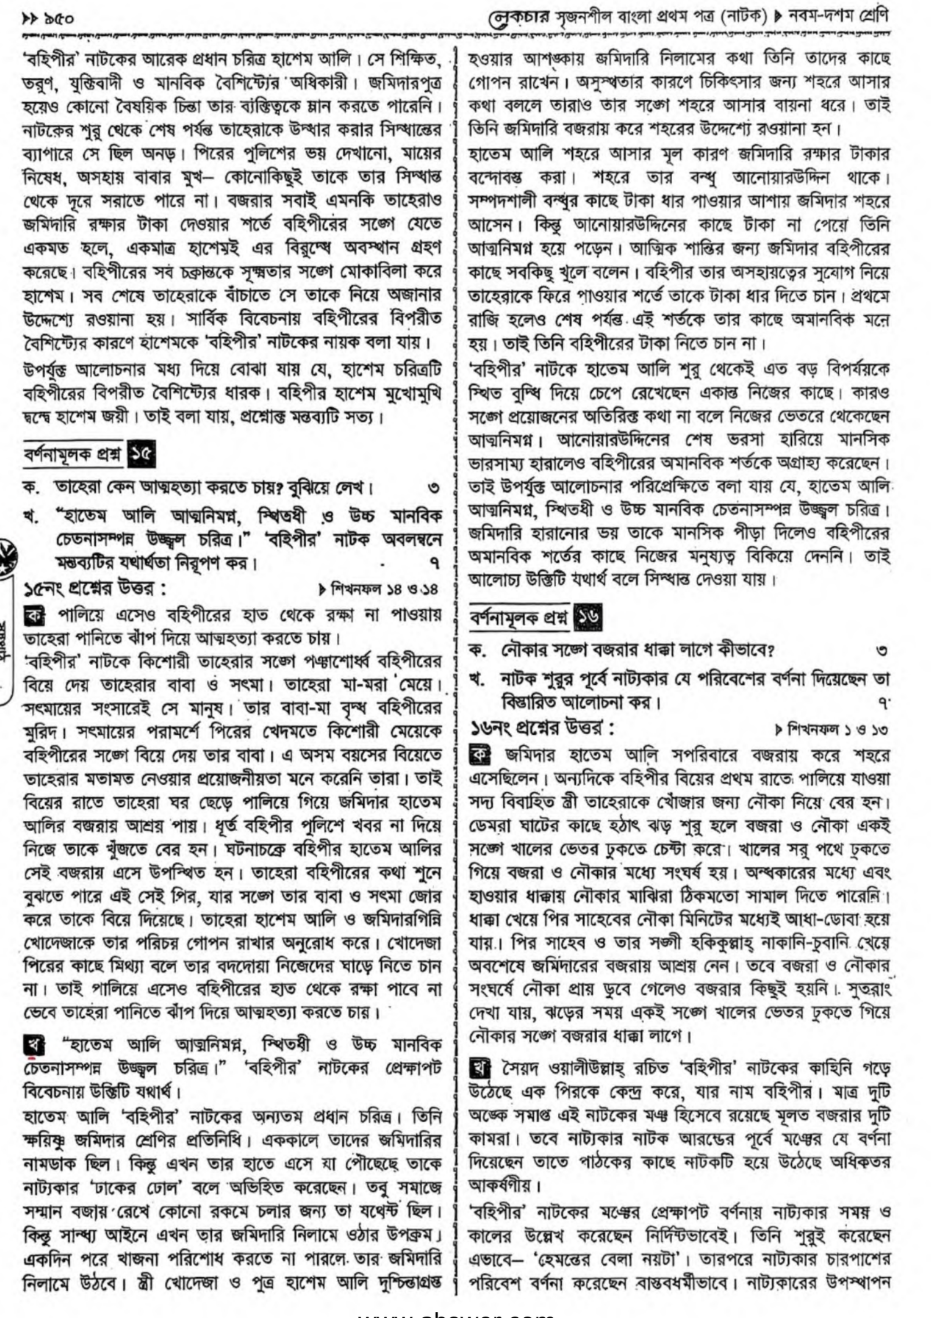 ▸▸ ৯৫০
লেকচার সৃজনশীল বাংলা প্রথম পত্র (নাটক) ▸ নবম-দশম শ্রেণি
‘বহিপীর’ নাটকের আরেক প্রধান চরিত্র হাশেম আলি। সে শিক্ষিত,
তরুণ, যুক্তিবাদী ও মানবিক বৈশিষ্ট্যের অধিকারী। জমিদারপুত্র
হয়েও কোনো বৈষয়িক চিন্তা তার ব্যক্তিত্বকে ম্লান করতে পারেনি।
নাটকের শুরু থেকে শেষ পর্যন্ত তাহেরাকে উদ্ধার করার সিদ্ধান্তের
ব্যাপারে সে ছিল অনড়। পিরের পুলিশের ভয় দেখানো, মায়ের
নিষেধ, অসহায় বাবার মুখ— কোনোকিছুই তাকে তার সিদ্ধান্ত
থেকে দূরে সরাতে পারে না। বজরার সবাই এমনকি তাহেরাও
জমিদারি রক্ষার টাকা দেওয়ার শর্তে বহিপীরের সঙ্গে যেতে
একমত হলে, একমাত্র হাশেমই এর বিরুদ্ধে অবস্থান গ্রহণ
করেছে। বহিপীরের সব চক্রান্তকে সূক্ষ্মতার সঙ্গে মোকাবিলা করে
হাশেম। সব শেষে তাহেরাকে বাঁচাতে সে তাকে নিয়ে অজানার
উদ্দেশ্যে রওয়ানা হয়। সার্বিক বিবেচনায় বহিপীরের বিপরীত
বৈশিষ্ট্যের কারণে হাশেমকে ‘বহিপীর’ নাটকের নায়ক বলা যায়।
উপর্যুক্ত আলোচনার মধ্য দিয়ে বোঝা যায় যে, হাশেম চরিত্রটি
বহিপীরের বিপরীত বৈশিষ্ট্যের ধারক। বহিপীর হাশেম মুখোমুখি
দ্বন্দ্বে হাশেম জয়ী। তাই বলা যায়, প্রশ্নোক্ত মন্তব্যটি সত্য।
বর্ণনামূলক প্রশ্ন ১৫
ক. তাহেরা কেন আত্মহত্যা করতে চায়? বুঝিয়ে লেখ। ৩
খ. “হাতেম আলি আত্মনিমগ্ন, স্থিতধী ও উচ্চ মানবিক
চেতনাসম্পন্ন উজ্জ্বল চরিত্র।” ‘বহিপীর’ নাটক অবলম্বনে
মন্তব্যটির যথার্থতা নিরূপণ কর। ৭
১৫নং প্রশ্নের উত্তর : ▸ শিখনফল ১৪ ও ১৪
ক পালিয়ে এসেও বহিপীরের হাত থেকে রক্ষা না পাওয়ায়
তাহেরা পানিতে ঝাঁপ দিয়ে আত্মহত্যা করতে চায়।
‘বহিপীর’ নাটকে কিশোরী তাহেরার সঙ্গে পঞ্চাশোর্ধ্ব বহিপীরের
বিয়ে দেয় তাহেরার বাবা ও সৎমা। তাহেরা মা-মরা মেয়ে।
সৎমায়ের সংসারেই সে মানুষ। তার বাবা-মা বৃদ্ধ বহিপীরের
মুরিদ। সৎমায়ের পরামর্শে পিরের খেদমতে কিশোরী মেয়েকে
বহিপীরের সঙ্গে বিয়ে দেয় তার বাবা। এ অসম বয়সের বিয়েতে
তাহেরার মতামত নেওয়ার প্রয়োজনীয়তা মনে করেনি তারা। তাই
বিয়ের রাতে তাহেরা ঘর ছেড়ে পালিয়ে গিয়ে জমিদার হাতেম
আলির বজরায় আশ্রয় পায়। ধূর্ত বহিপীর পুলিশে খবর না দিয়ে
নিজে তাকে খুঁজতে বের হন। ঘটনাচক্রে বহিপীর হাতেম আলির
সেই বজরায় এসে উপস্থিত হন। তাহেরা বহিপীরের কথা শুনে
বুঝতে পারে এই সেই পির, যার সঙ্গে তার বাবা ও সৎমা জোর
করে তাকে বিয়ে দিয়েছে। তাহেরা হাশেম আলি ও জমিদারগিন্নি
খোদেজাকে তার পরিচয় গোপন রাখার অনুরোধ করে। খোদেজা
পিরের কাছে মিথ্যা বলে তার বদদোয়া নিজেদের ঘাড়ে নিতে চান
না। তাই পালিয়ে এসেও বহিপীরের হাত থেকে রক্ষা পাবে না
ভেবে তাহেরা পানিতে ঝাঁপ দিয়ে আত্মহত্যা করতে চায়।
খ “হাতেম আলি আত্মনিমগ্ন, স্থিতধী ও উচ্চ মানবিক
চেতনাসম্পন্ন উজ্জ্বল চরিত্র।” ‘বহিপীর’ নাটকের প্রেক্ষাপট
বিবেচনায় উক্তিটি যথার্থ।
হাতেম আলি ‘বহিপীর’ নাটকের অন্যতম প্রধান চরিত্র। তিনি
ক্ষয়িষ্ণু জমিদার শ্রেণির প্রতিনিধি। এককালে তাদের জমিদারির
নামডাক ছিল। কিন্তু এখন তার হাতে এসে যা পৌঁছেছে তাকে
নাট্যকার ‘ঢাকের ঢোল’ বলে অভিহিত করেছেন। তবু সমাজে
সম্মান বজায় রেখে কোনো রকমে চলার জন্য তা যথেষ্ট ছিল।
কিন্তু সান্ধ্য আইনে এখন তার জমিদারি নিলামে ওঠার উপক্রম।
একদিন পরে খাজনা পরিশোধ করতে না পারলে তার জমিদারি
নিলামে উঠবে। স্ত্রী খোদেজা ও পুত্র হাশেম আলি দুশ্চিন্তাগ্রস্ত
হওয়ার আশঙ্কায় জমিদারি নিলামের কথা তিনি তাদের কাছে
গোপন রাখেন। অসুস্থতার কারণে চিকিৎসার জন্য শহরে আসার
কথা বললে তারাও তার সঙ্গে শহরে আসার বায়না ধরে। তাই
তিনি জমিদারি বজরায় করে শহরের উদ্দেশ্যে রওয়ানা হন।
হাতেম আলি শহরে আসার মূল কারণ জমিদারি রক্ষার টাকার
বন্দোবস্ত করা। শহরে তার বন্ধু আনোয়ারউদ্দিন থাকে।
সম্পদশালী বন্ধুর কাছে টাকা ধার পাওয়ার আশায় জমিদার শহরে
আসেন। কিন্তু আনোয়ারউদ্দিনের কাছে টাকা না পেয়ে তিনি
আত্মনিমগ্ন হয়ে পড়েন। আত্মিক শান্তির জন্য জমিদার বহিপীরের
কাছে সবকিছু খুলে বলেন। বহিপীর তার অসহায়ত্বের সুযোগ নিয়ে
তাহেরাকে ফিরে পাওয়ার শর্তে তাকে টাকা ধার দিতে চান। প্রথমে
রাজি হলেও শেষ পর্যন্ত এই শর্তকে তার কাছে অমানবিক মনে
হয়। তাই তিনি বহিপীরের টাকা নিতে চান না।
‘বহিপীর’ নাটকে হাতেম আলি শুরু থেকেই এত বড় বিপর্যয়কে
স্থিত বুদ্ধি দিয়ে চেপে রেখেছেন একান্ত নিজের কাছে। কারও
সঙ্গে প্রয়োজনের অতিরিক্ত কথা না বলে নিজের ভেতরে থেকেছেন
আত্মনিমগ্ন। আনোয়ারউদ্দিনের শেষ ভরসা হারিয়ে মানসিক
ভারসাম্য হারালেও বহিপীরের অমানবিক শর্তকে অগ্রাহ্য করেছেন।
তাই উপর্যুক্ত আলোচনার পরিপ্রেক্ষিতে বলা যায় যে, হাতেম আলি
আত্মনিমগ্ন, স্থিতধী ও উচ্চ মানবিক চেতনাসম্পন্ন উজ্জ্বল চরিত্র।
জমিদারি হারানোর ভয় তাকে মানসিক পীড়া দিলেও বহিপীরের
অমানবিক শর্তের কাছে নিজের মনুষ্যত্ব বিকিয়ে দেননি। তাই
আলোচ্য উক্তিটি যথার্থ বলে সিদ্ধান্ত দেওয়া যায়।
বর্ণনামূলক প্রশ্ন ১৬
ক. নৌকার সঙ্গে বজরার ধাক্কা লাগে কীভাবে? ৩
খ. নাটক শুরুর পূর্বে নাট্যকার যে পরিবেশের বর্ণনা দিয়েছেন তা
বিস্তারিত আলোচনা কর। ৭
১৬নং প্রশ্নের উত্তর : ▸ শিখনফল ১ ও ১৩
ক জমিদার হাতেম আলি সপরিবারে বজরায় করে শহরে
এসেছিলেন। অন্যদিকে বহিপীর বিয়ের প্রথম রাতে পালিয়ে যাওয়া
সদ্য বিবাহিত স্ত্রী তাহেরাকে খোঁজার জন্য নৌকা নিয়ে বের হন।
ডেমরা ঘাটের কাছে হঠাৎ ঝড় শুরু হলে বজরা ও নৌকা একই
সঙ্গে খালের ভেতর ঢুকতে চেষ্টা করে। খালের সরু পথে ঢুকতে
গিয়ে বজরা ও নৌকার মধ্যে সংঘর্ষ হয়। অন্ধকারের মধ্যে এবং
হাওয়ার ধাক্কায় নৌকার মাঝিরা ঠিকমতো সামাল দিতে পারেনি।
ধাক্কা খেয়ে পির সাহেবের নৌকা মিনিটের মধ্যেই আধা-ডোবা হয়ে
যায়। পির সাহেব ও তার সঙ্গী হকিকুল্লাহ্ নাকানি-চুবানি খেয়ে
অবশেষে জমিদারের বজরায় আশ্রয় নেন। তবে বজরা ও নৌকার
সংঘর্ষে নৌকা প্রায় ডুবে গেলেও বজরার কিছুই হয়নি। সুতরাং
দেখা যায়, ঝড়ের সময় একই সঙ্গে খালের ভেতর ঢুকতে গিয়ে
নৌকার সঙ্গে বজরার ধাক্কা লাগে।
খ সৈয়দ ওয়ালীউল্লাহ্ রচিত ‘বহিপীর’ নাটকের কাহিনি গড়ে
উঠেছে এক পিরকে কেন্দ্র করে, যার নাম বহিপীর। মাত্র দুটি
অঙ্কে সমাপ্ত এই নাটকের মঞ্চ হিসেবে রয়েছে মূলত বজরার দুটি
কামরা। তবে নাট্যকার নাটক আরম্ভের পূর্বে মঞ্চের যে বর্ণনা
দিয়েছেন তাতে পাঠকের কাছে নাটকটি হয়ে উঠেছে অধিকতর
আকর্ষণীয়।
‘বহিপীর’ নাটকের মঞ্চের প্রেক্ষাপট বর্ণনায় নাট্যকার সময় ও
কালের উল্লেখ করেছেন নির্দিষ্টভাবেই। তিনি শুরুই করেছেন
এভাবে— ‘হেমন্তের বেলা নয়টা’। তারপরে নাট্যকার চারপাশের
পরিবেশ বর্ণনা করেছেন বাস্তবধর্মীভাবে। নাট্যকারের উপস্থাপন